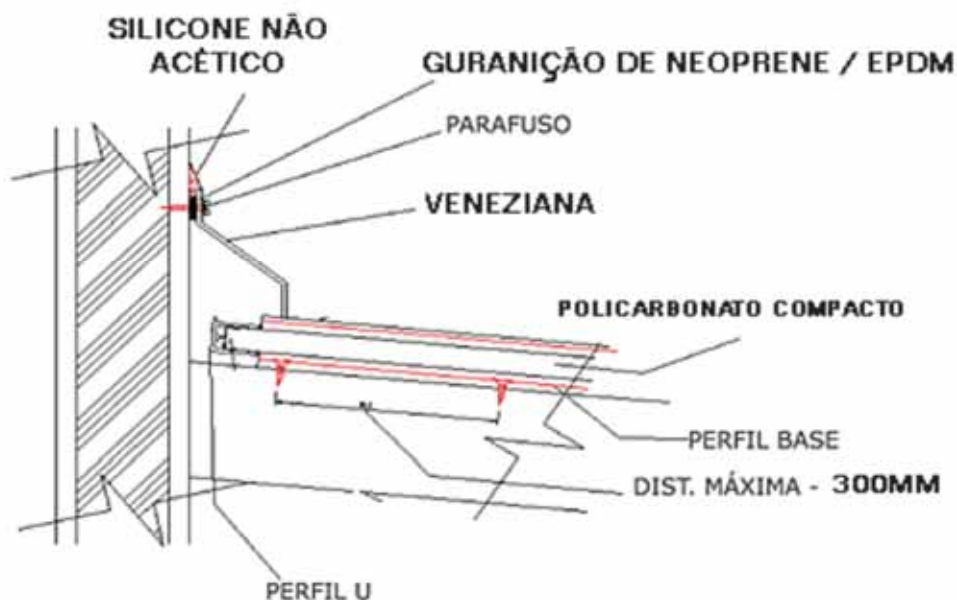 SILICONE NÃO
ACÉTICO
GURANIÇÃO DE NEOPRENE / EPDM
PARAFUSO
VENEZIANA
POLICARBONATO COMPACTO
PERFIL BASE
DIST. MÁXIMA - 300MM
PERFIL U